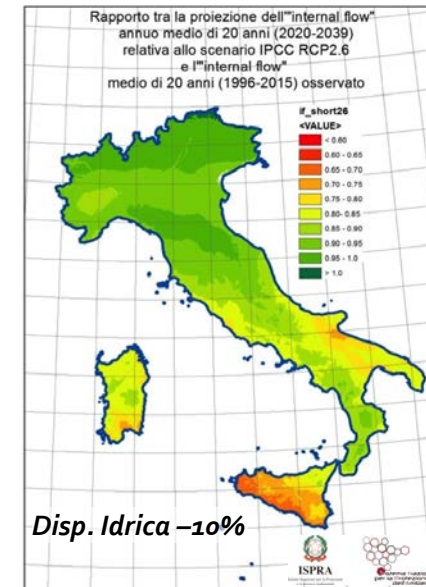 Rapporto tra la proiezione dell'"internal flow"
annuo medio di 20 anni (2020-2039)
relativa allo scenario IPCC RCP2.6
e l'"internal flow"
medio di 20 anni (1996-2015) osservato
if_short26
<VALUE>
< 0.60
0.60 - 0.65
0.65 - 0.70
0.70 - 0.75
0.75 - 0.80
0.80- 0.85
0.85 - 0.90
0.90 - 0.95
0.95 - 1.0
> 1.0
Disp. Idrica –10%
ISPRA